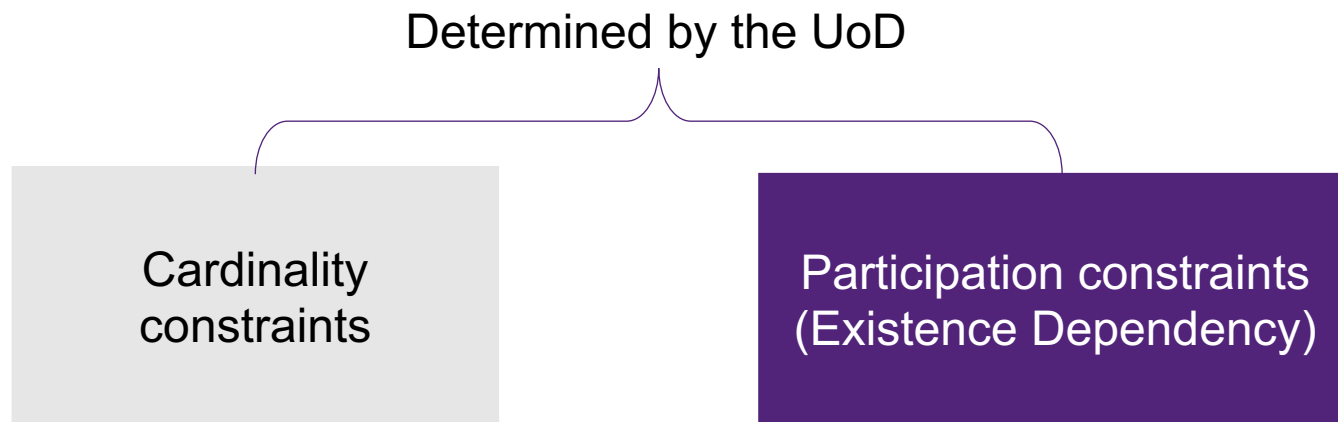 Determined by the UoD
Cardinality
constraints
Participation constraints
(Existence Dependency)